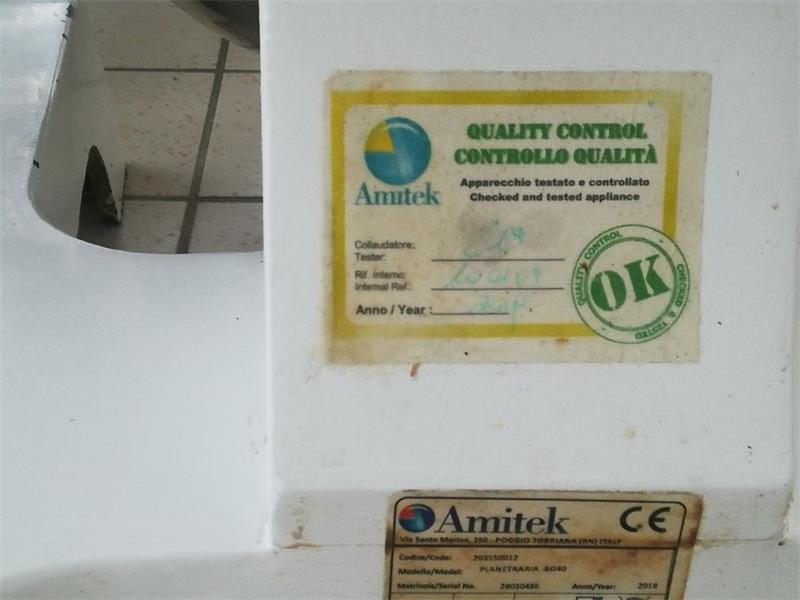 Amitek
QUALITY CONTROL
CONTROLLO QUALITÀ
Apparecchio testato e controllato
Checked and tested appliance
Collaudatore:
Tester:
Rif. interno:
Internal Ref.:
Anno / Year :
QUALITY CONTROL
OK
CHECKED & TESTED
Amitek CE
Via Santo Marino, 250 - POGGIO TORRIANA (RN) ITALY
Codice/Code: 203550012
Modello/Model: PLANETRARIA AG40
Matricola/Serial No. 29050486 Anno/Year: 2018